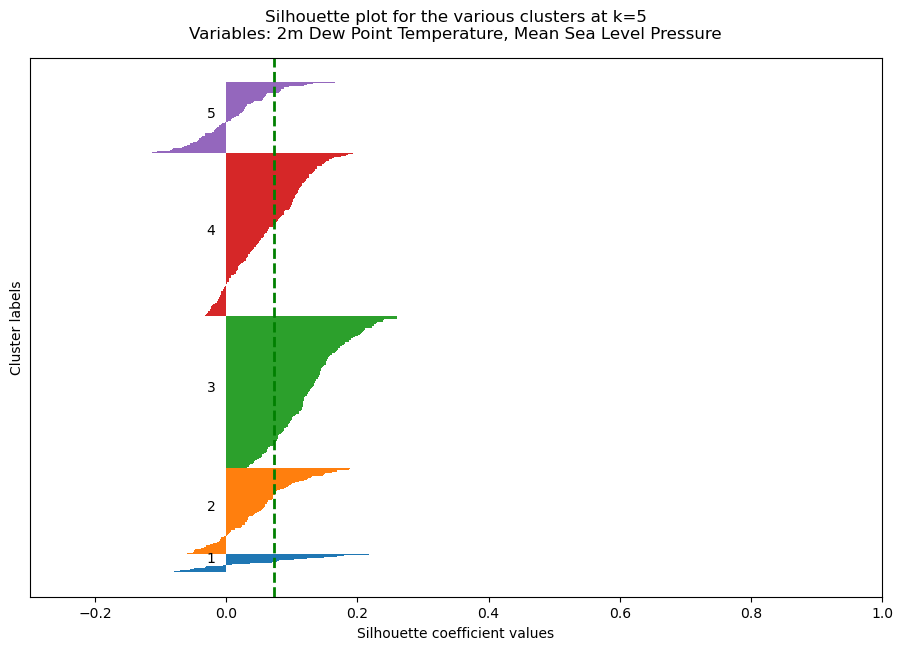 Silhouette plot for the various clusters at k=5
Variables: 2m Dew Point Temperature, Mean Sea Level Pressure
Cluster labels
5
4
3
2
1
−0.2 0.0 0.2 0.4 0.6 0.8 1.0
Silhouette coefficient values